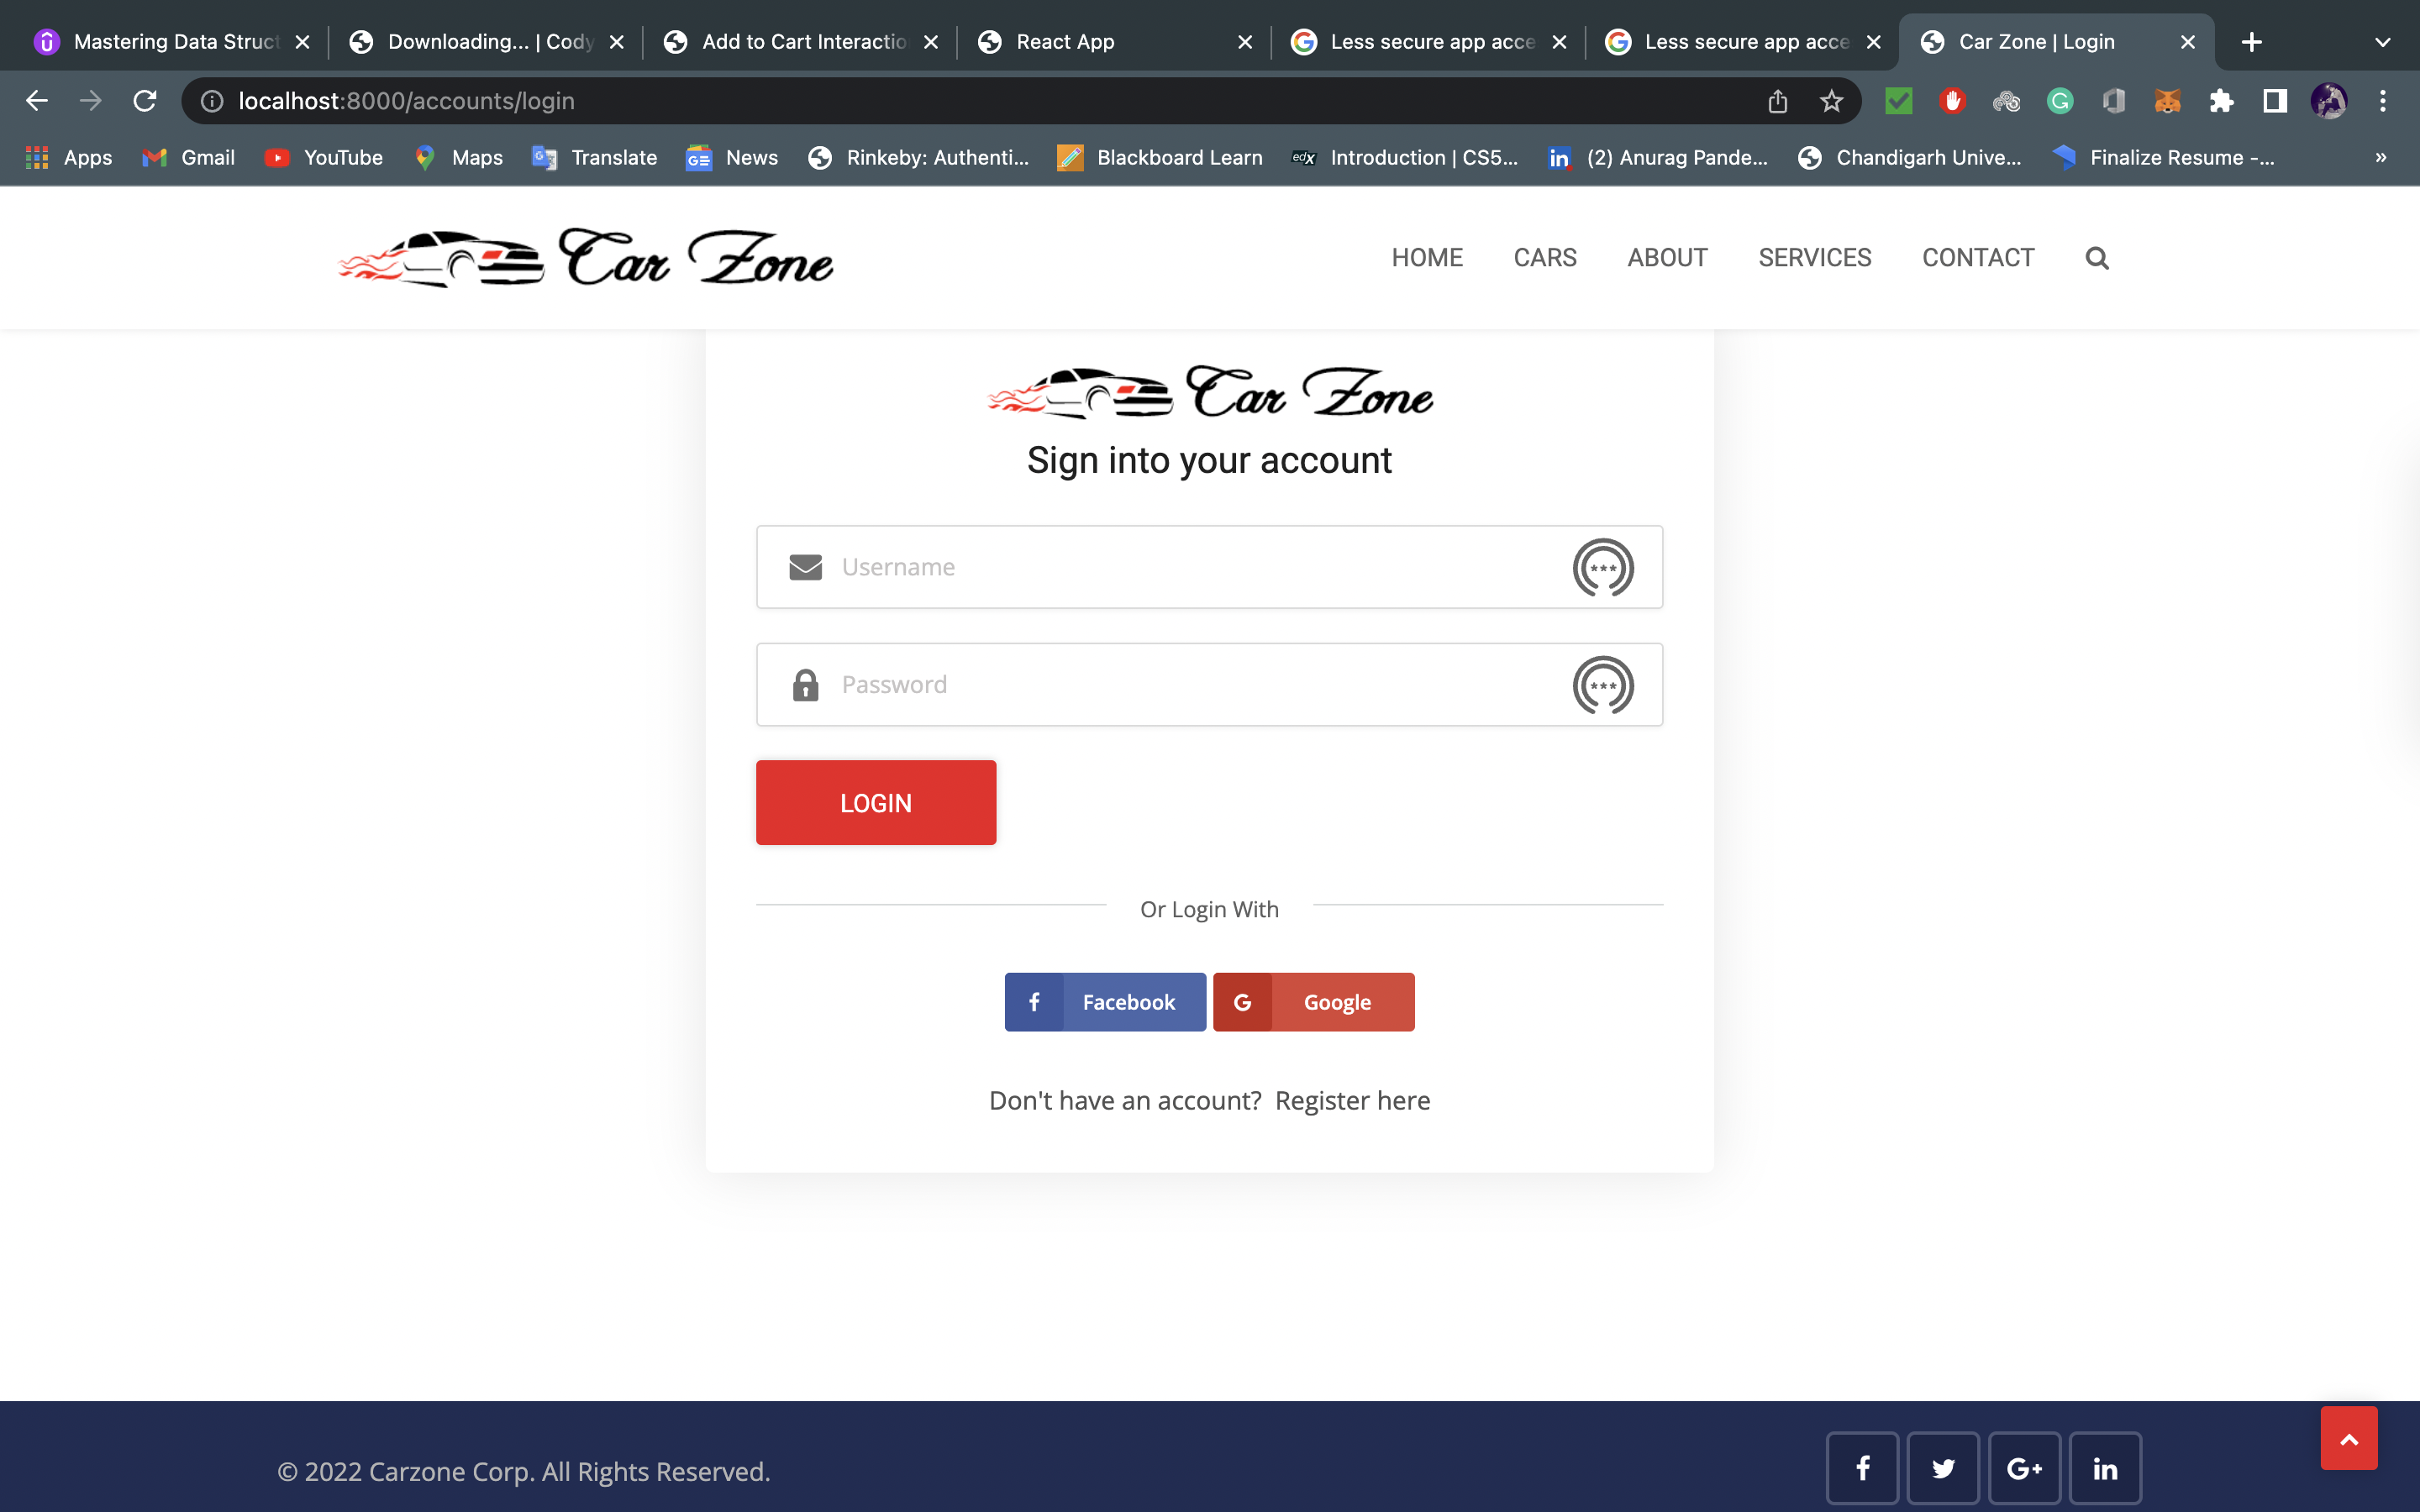 Mastering Data Struct
Downloading... | Cody
Add to Cart Interactio
React App
Less secure app acce
Less secure app acce
Car Zone | Login
localhost:8000/accounts/login
Apps
Gmail
YouTube
Maps
Translate
News
Rinkeby: Authenti...
Blackboard Learn
edX
Introduction | CS5...
(2) Anurag Pande...
Chandigarh Unive...
Finalize Resume -...
»
Car Zone
HOME
CARS
ABOUT
SERVICES
CONTACT
Car Zone
Sign into your account
Username
Password
LOGIN
Or Login With
f Facebook
G Google
Don't have an account? Register here
© 2022 Carzone Corp. All Rights Reserved.
f
G+
in